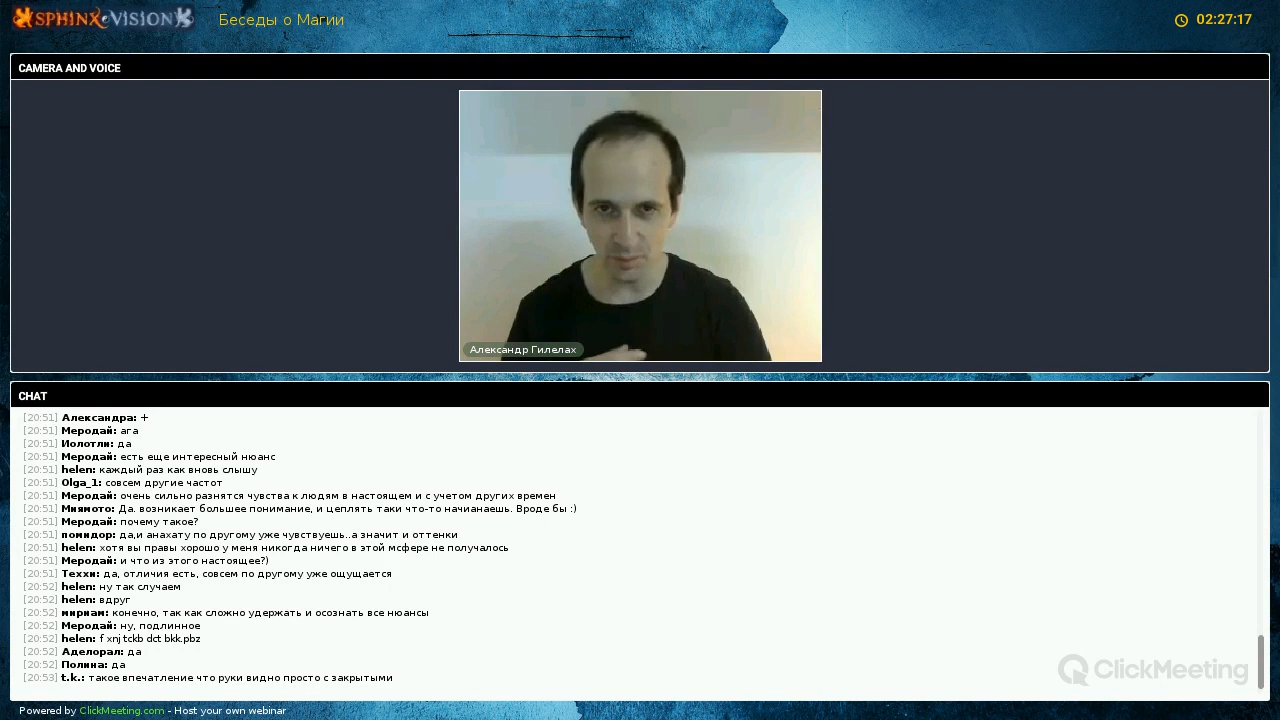 SPHINX VISION Беседы о Магии 02:27:17
CAMERA AND VOICE
Александр Гилелах
CHAT
[20:51] Александра: +
[20:51] Меродай: ага
[20:51] Иолотли: да
[20:51] Меродай: есть еще интересный нюанс
[20:51] helen: каждый раз как вновь слышу
[20:51] Olga_1: совсем другие частот
[20:51] Меродай: очень сильно разнятся чувства к людям в настоящем и с учетом других времен
[20:51] Миямото: Да. возникает большее понимание, и цеплять таки что-то начианаешь. Вроде бы :)
[20:51] Меродай: почему такое?
[20:51] помидор: да,и анахату по другому уже чувствуешь..а значит и оттенки
[20:51] helen: хотя вы правы хорошо у меня никогда ничего в этой мсфере не получалось
[20:51] Меродай: и что из этого настоящее?)
[20:51] Теххи: да, отличия есть, совсем по другому уже ощущается
[20:52] helen: ну так случаем
[20:52] helen: вдруг
[20:52] мириам: конечно, так как сложно удержать и осознать все нюансы
[20:52] Меродай: ну, подлинное
[20:52] helen: f xnj tckb dct bkk.pbz
[20:52] Аделорал: да
[20:52] Полина: да
[20:53] t.k.: такое впечатление что руки видно просто с закрытыми
ClickMeeting
Powered by ClickMeeting.com - Host your own webinar